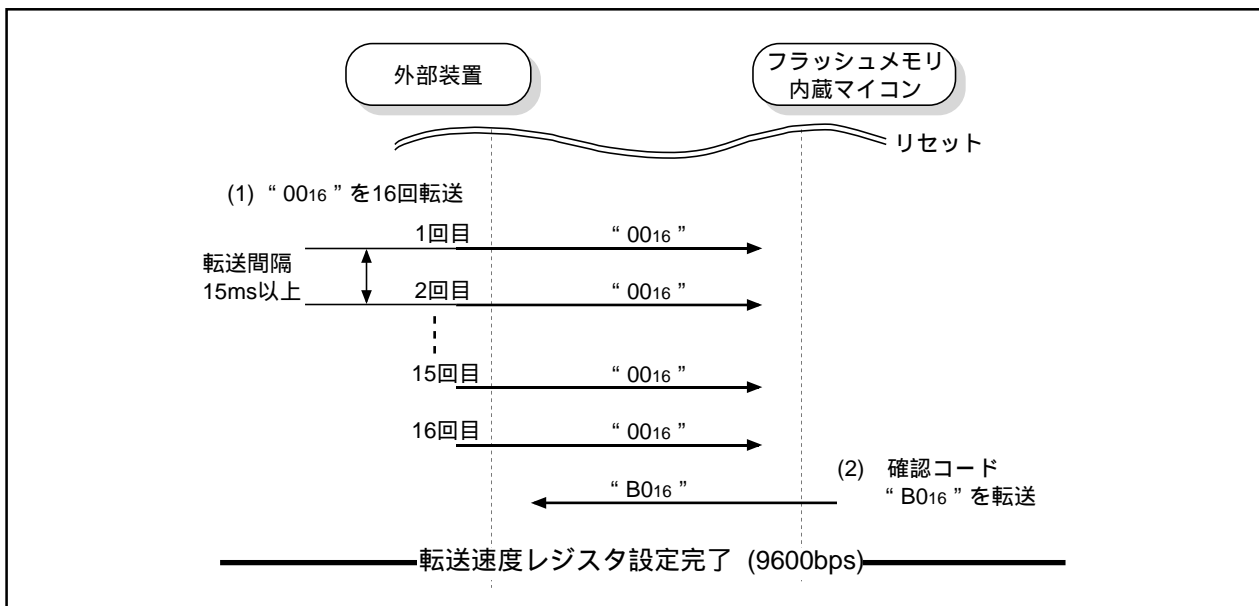 外部装置
フラッシュメモリ
内蔵マイコン
リセット
(1) “ 0016 ” を16回転送
1回目
“ 0016 ”
転送間隔
15ms以上
2回目
“ 0016 ”
15回目
“ 0016 ”
16回目
“ 0016 ”
(2) 確認コード
“ B016 ” を転送
“ B016 ”
転送速度レジスタ設定完了 (9600bps)